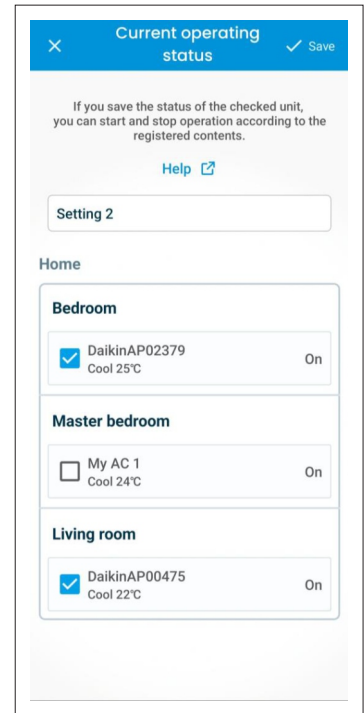 Current operating
status
Save
If you save the status of the checked unit,
you can start and stop operation according to the
registered contents.
Help
Setting 2
Home
Bedroom
DaikinAP02379
On
Cool 25℃
Master bedroom
My AC 1
On
Cool 24℃
Living room
DaikinAP00475
On
Cool 22℃